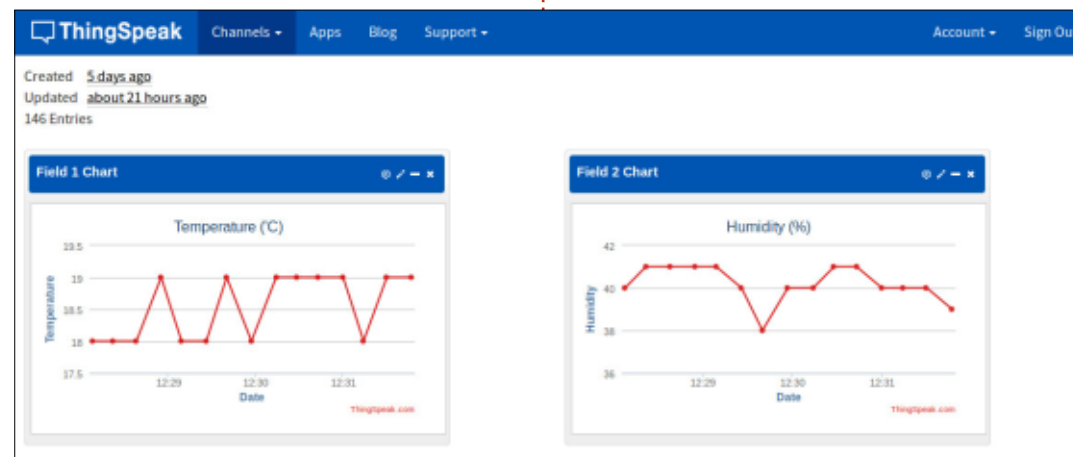 ThingSpeak Channels Apps Blog Support Account Sign Ou
Created 5 days ago
Updated about 21 hours ago
146 Entries
Field 1 Chart
Temperature (°C)
19.5
19
18.5
18
17.5
Temperature
12:29 12:30 12:31
Date
ThingSpeak.com
Field 2 Chart
Humidity (%)
42
40
38
36
Humidity
12:29 12:30 12:31
Date
ThingSpeak.com